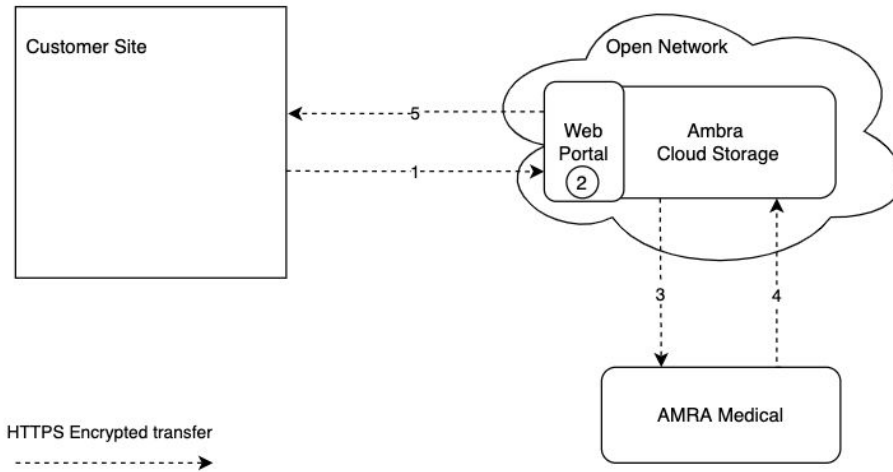 Customer Site
Open Network
5
Web
Portal
2
Ambra
Cloud Storage
1
3
4
AMRA Medical
HTTPS Encrypted transfer